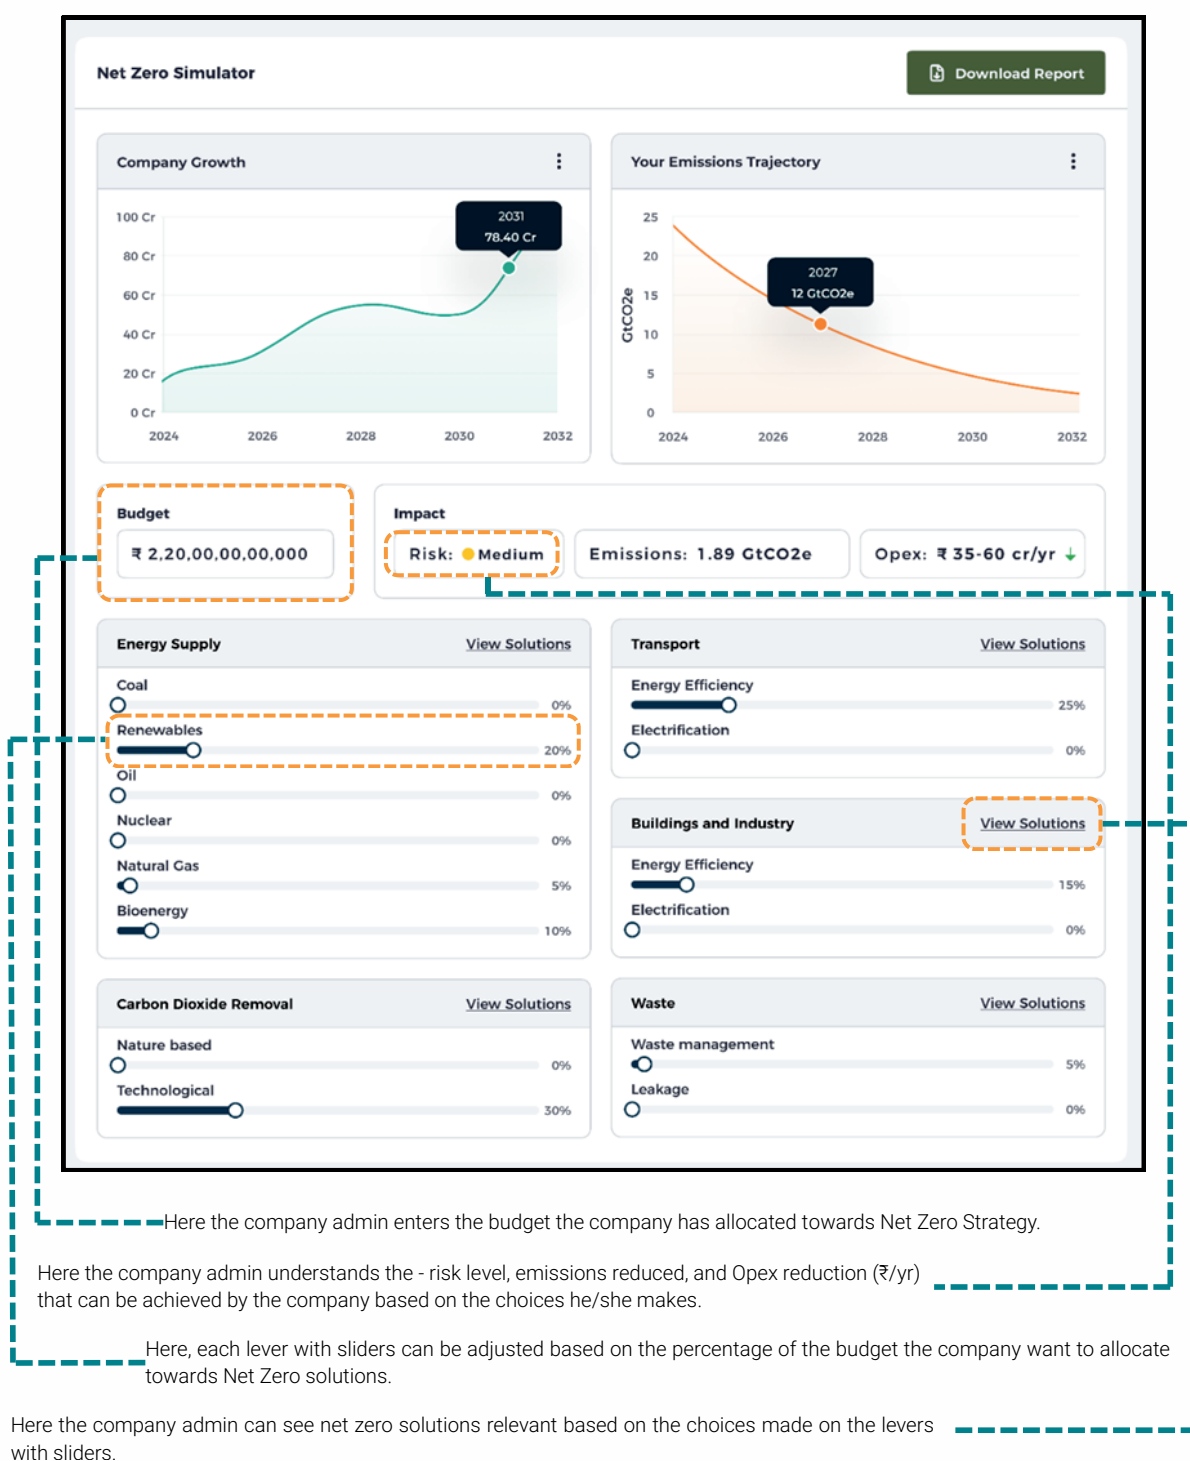 Net Zero Simulator
Download Report
Company Growth
100 Cr
80 Cr
60 Cr
40 Cr
20 Cr
0 Cr
2031
78.40 Cr
2024 2026 2028 2030 2032
Your Emissions Trajectory
GtCO2e
25
20
15
10
5
0
2027
12 GtCO2e
2024 2026 2028 2030 2032
Budget
₹ 2,20,00,00,00,000
Impact
Risk: Medium
Emissions: 1.89 GtCO2e
Opex: ₹ 35-60 cr/yr ↓
Energy Supply View Solutions
Coal
0%
Renewables
20%
Oil
0%
Nuclear
0%
Natural Gas
5%
Bioenergy
10%
Transport View Solutions
Energy Efficiency
25%
Electrification
0%
Buildings and Industry View Solutions
Energy Efficiency
15%
Electrification
0%
Carbon Dioxide Removal View Solutions
Nature based
0%
Technological
30%
Waste View Solutions
Waste management
5%
Leakage
0%
Here the company admin enters the budget the company has allocated towards Net Zero Strategy.
Here the company admin understands the - risk level, emissions reduced, and Opex reduction (₹/yr)
that can be achieved by the company based on the choices he/she makes.
Here, each lever with sliders can be adjusted based on the percentage of the budget the company want to allocate
towards Net Zero solutions.
Here the company admin can see net zero solutions relevant based on the choices made on the levers
with sliders.